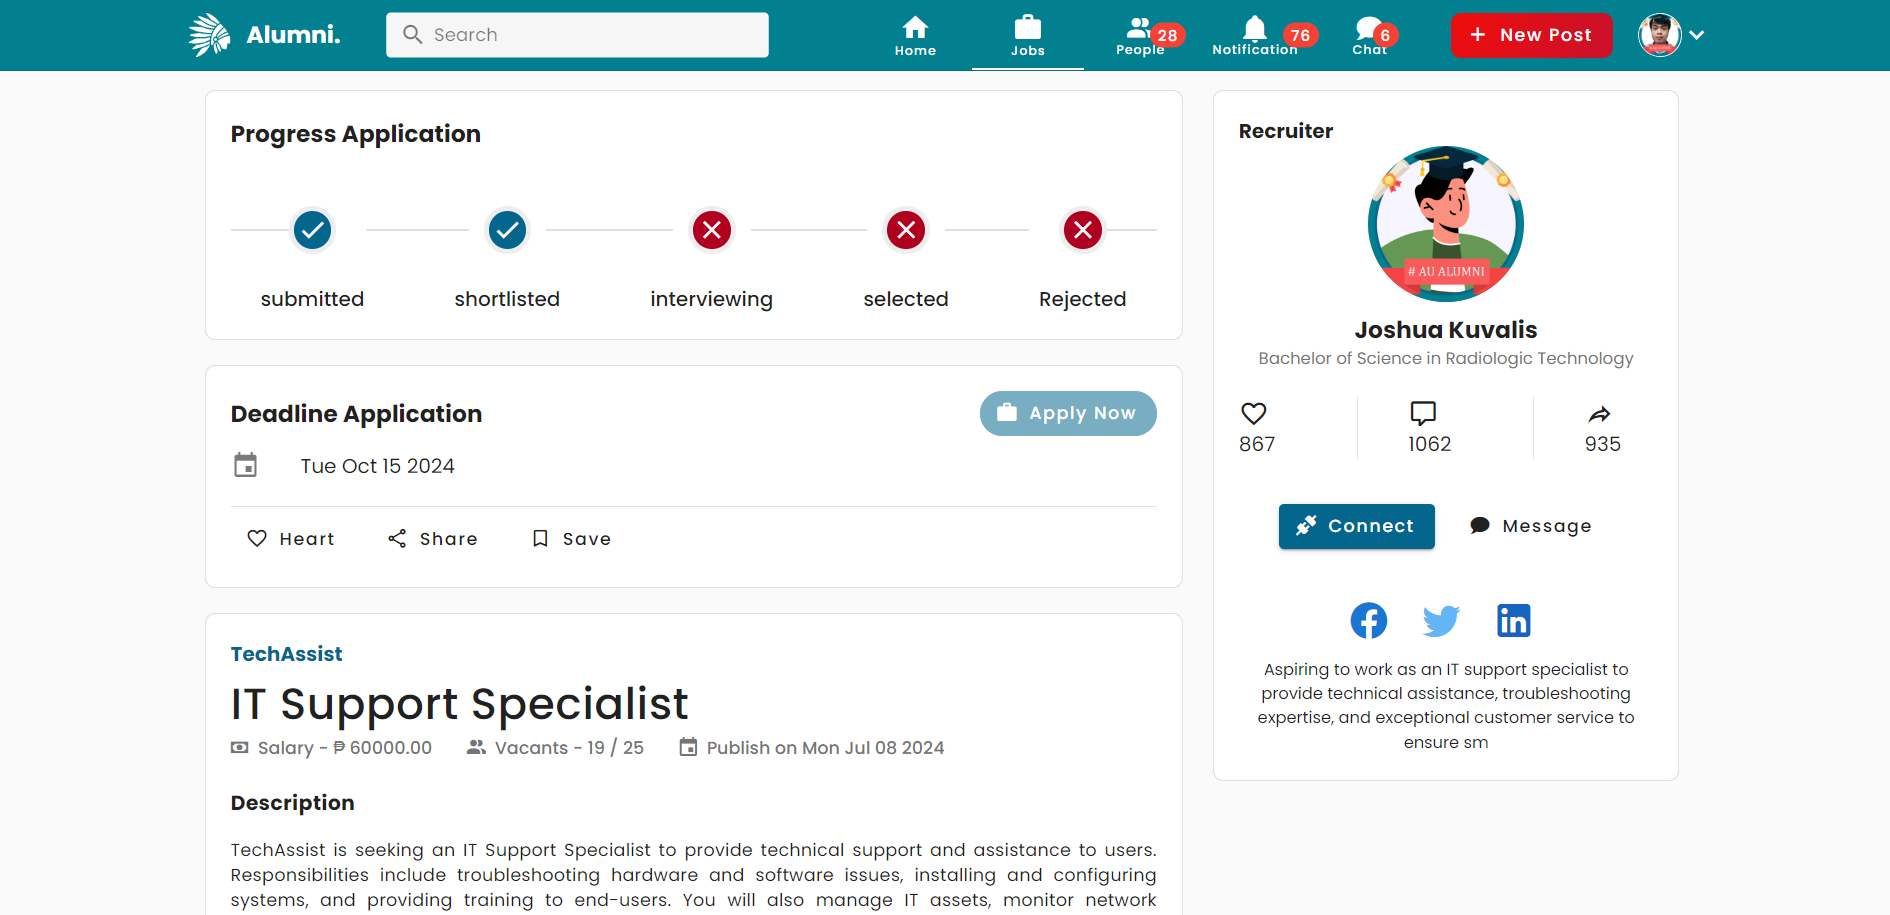 Alumni.
Search
Home
Jobs
People
28
Notification
76
Chat
6
+ New Post
Progress Application
submitted
shortlisted
interviewing
selected
Rejected
Deadline Application
Apply Now
Tue Oct 15 2024
Heart
Share
Save
TechAssist
IT Support Specialist
Salary - ₱ 60000.00
Vacants - 19 / 25
Publish on Mon Jul 08 2024
Description
TechAssist is seeking an IT Support Specialist to provide technical support and assistance to users.
Responsibilities include troubleshooting hardware and software issues, installing and configuring
systems, and providing training to end-users. You will also manage IT assets, monitor network
Recruiter
# AU ALUMNI
Joshua Kuvalis
Bachelor of Science in Radiologic Technology
867
1062
935
Connect
Message
Aspiring to work as an IT support specialist to
provide technical assistance, troubleshooting
expertise, and exceptional customer service to
ensure sm